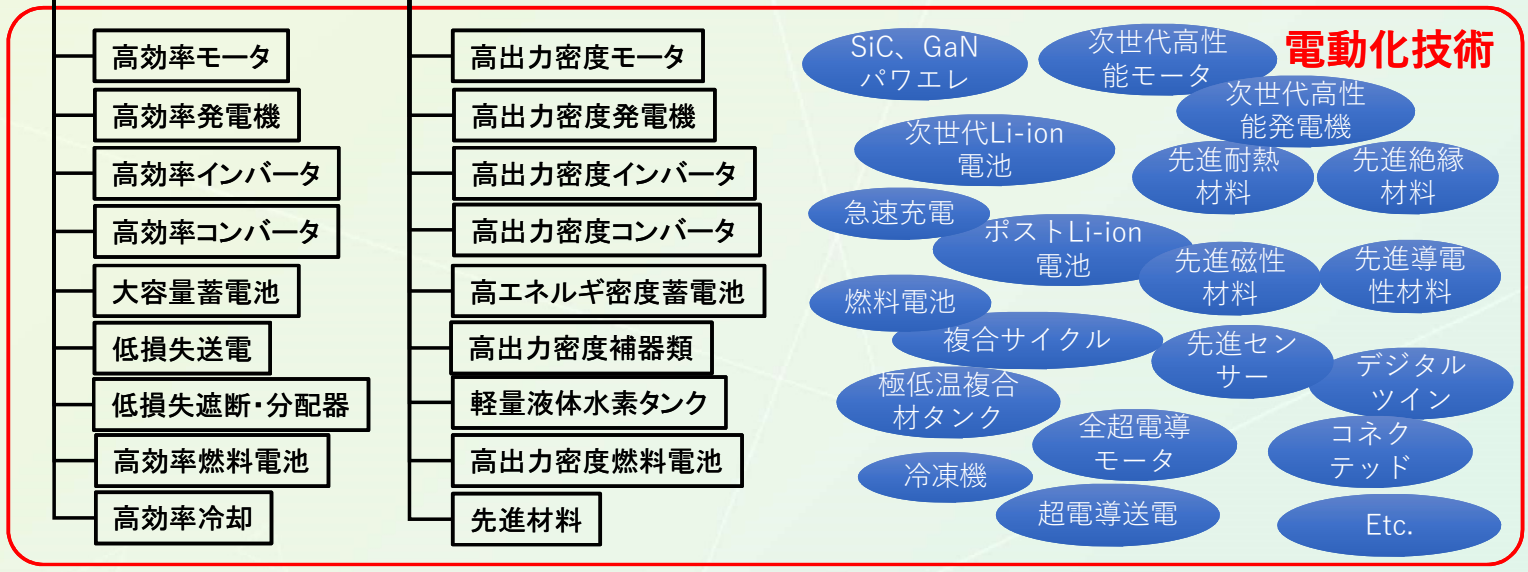 電動化技術
高効率モータ
高効率発電機
高効率インバータ
高効率コンバータ
大容量蓄電池
低損失送電
低損失遮断・分配器
高効率燃料電池
高効率冷却
高出力密度モータ
高出力密度発電機
高出力密度インバータ
高出力密度コンバータ
高エネルギ密度蓄電池
高出力密度補器類
軽量液体水素タンク
高出力密度燃料電池
先進材料
SiC、GaN
パワエレ
次世代高性
能モータ
次世代高性
能発電機
次世代Li-ion
電池
先進耐熱
材料
先進絶縁
材料
急速充電
ポストLi-ion
電池
先進磁性
材料
先進導電
性材料
燃料電池
複合サイクル
先進セン
サー
デジタル
ツイン
極低温複合
材タンク
全超電導
モータ
コネク
テッド
冷凍機
超電導送電
Etc.